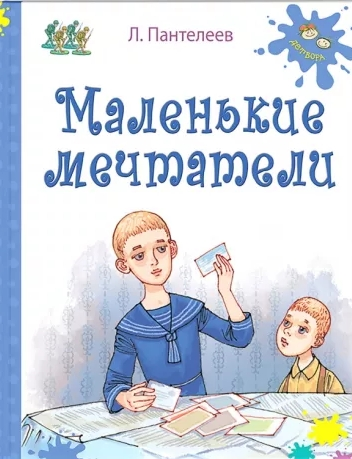 Л. Пантелеев
ДЕТВОРА
Маленькие
мечтатели